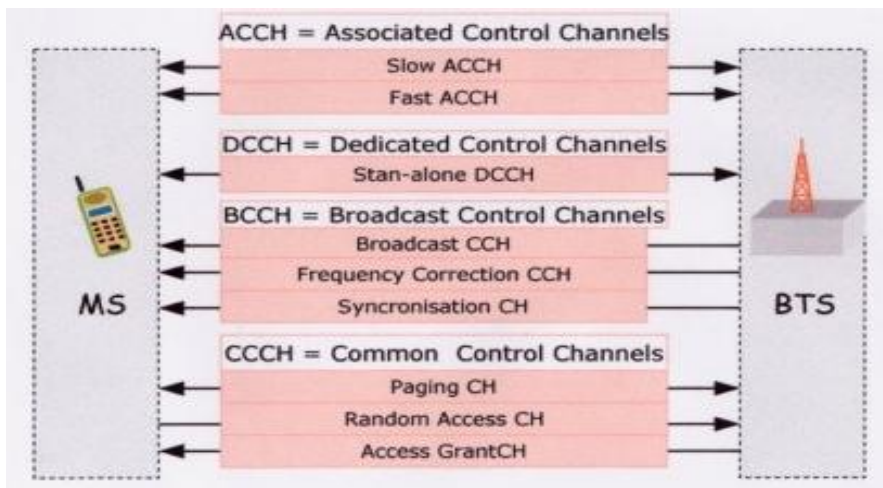 ACCH = Associated Control Channels
Slow ACCH
Fast ACCH
DCCH = Dedicated Control Channels
Stan-alone DCCH
BCCH = Broadcast Control Channels
Broadcast CCH
Frequency Correction CCH
Syncronisation CH
MS
BTS
CCCH = Common Control Channels
Paging CH
Random Access CH
Access GrantCH